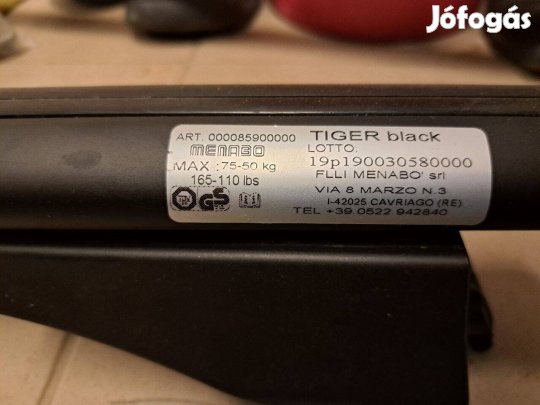 Jófogás
ART. 000085900000
MENABO
MAX : 75-50 kg
165-110 lbs
GS
TIGER black
LOTTO:
19p190030580000
FLLI MENABO' srl
VIA 8 MARZO N.3
I-42025 CAVRIAGO (RE)
TEL +39.0522 942840